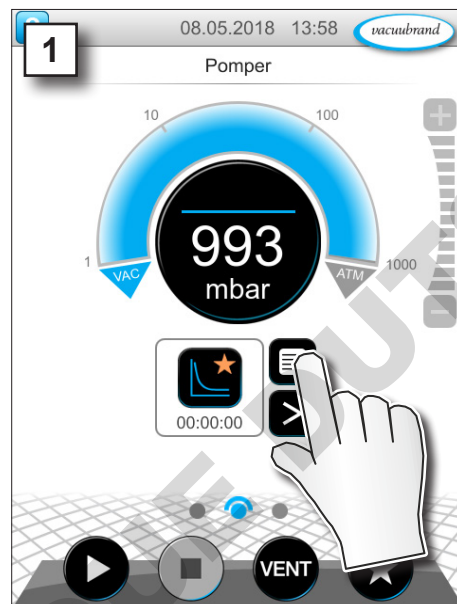 1
08.05.2018 13:58
vacuubrand
Pomper
10
100
1
VAC
993
mbar
ATM
1000
00:00:00
VENT